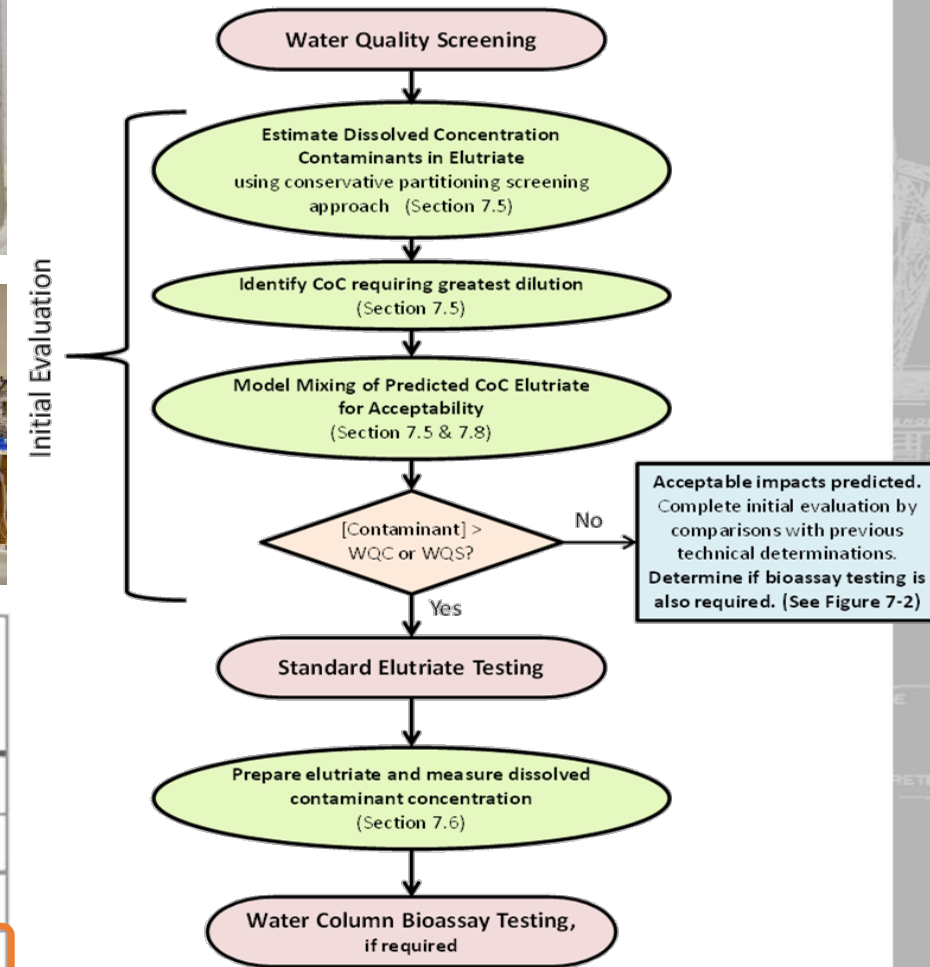 Water Quality Screening
Estimate Dissolved Concentration
Contaminants in Elutriate
using conservative partitioning screening
approach (Section 7.5)
Identify CoC requiring greatest dilution
(Section 7.5)
Initial Evaluation
Model Mixing of Predicted CoC Elutriate
for Acceptability
(Section 7.5 & 7.8)
[Contaminant] >
WQC or WQS?
No
Acceptable impacts predicted.
Complete initial evaluation by
comparisons with previous
technical determinations.
Determine if bioassay testing is
also required. (See Figure 7-2)
Yes
Standard Elutriate Testing
Prepare elutriate and measure dissolved
contaminant concentration
(Section 7.6)
Water Column Bioassay Testing,
if required